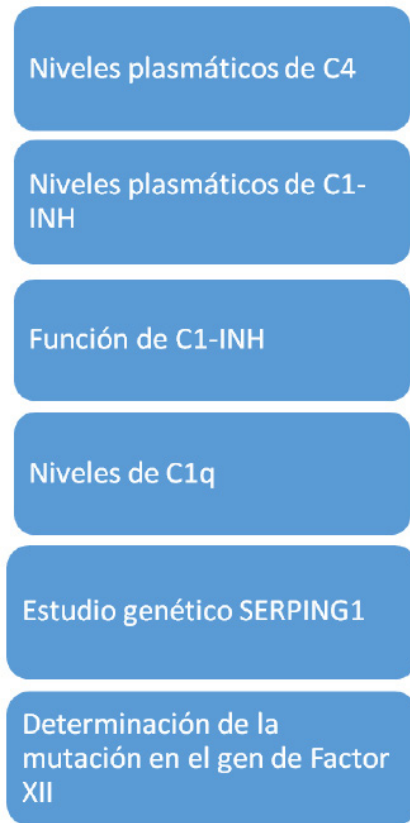 Niveles plasmáticos de C4
Niveles plasmáticos de C1-
INH
Función de C1-INH
Niveles de C1q
Estudio genético SERPING1
Determinación de la
mutación en el gen de Factor
XII